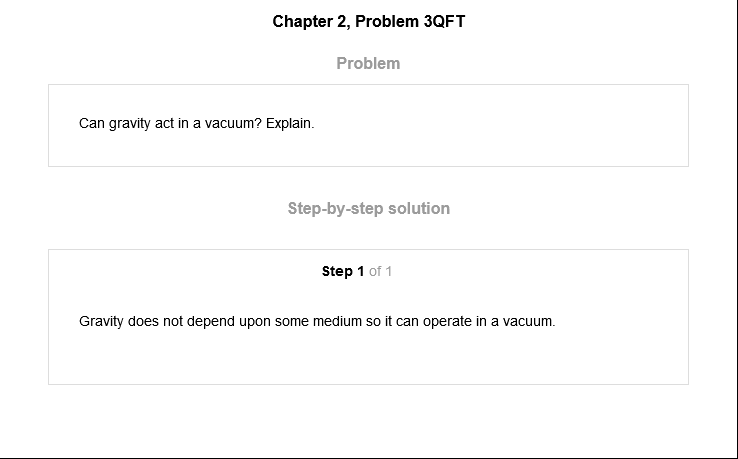 Chapter 2, Problem 3QFT
Problem
Can gravity act in a vacuum? Explain.
Step-by-step solution
Step 1 of 1
Gravity does not depend upon some medium so it can operate in a vacuum.